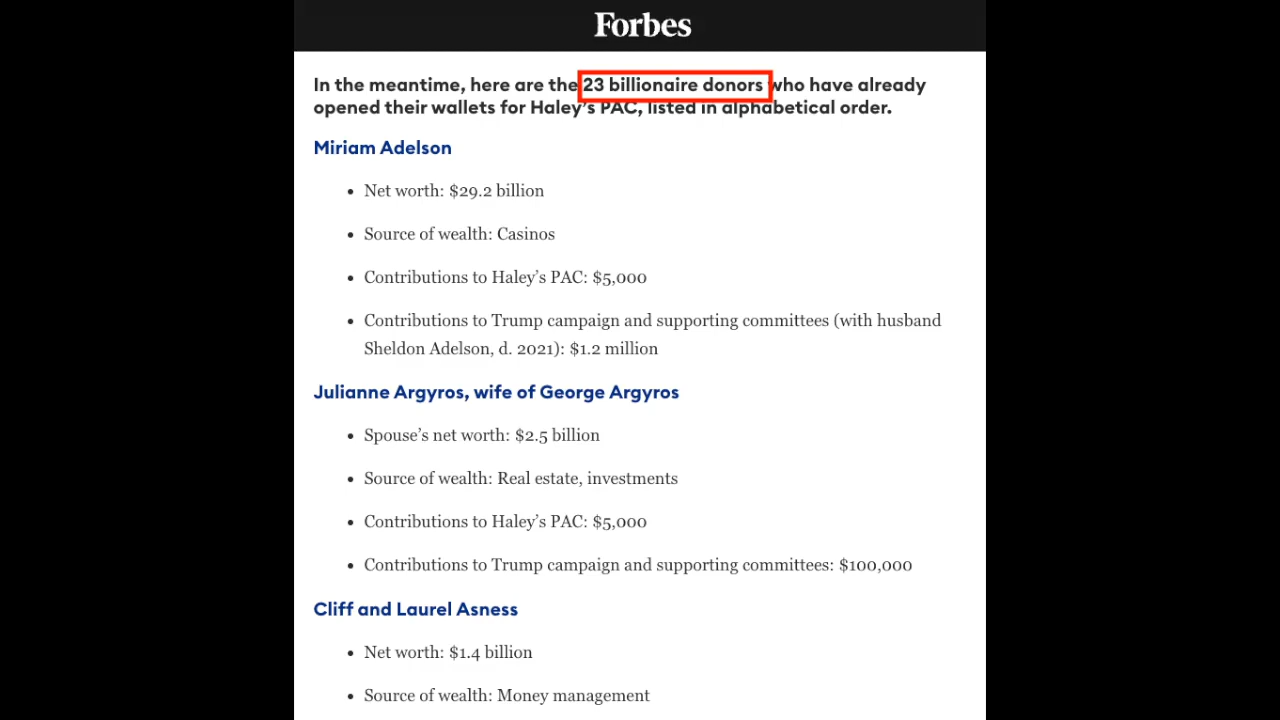 Forbes
In the meantime, here are the 23 billionaire donors who have already
opened their wallets for Haley's PAC, listed in alphabetical order.
Miriam Adelson
• Net worth: $29.2 billion
• Source of wealth: Casinos
• Contributions to Haley's PAC: $5,000
• Contributions to Trump campaign and supporting committees (with husband
Sheldon Adelson, d. 2021): $1.2 million
Julianne Argyros, wife of George Argyros
• Spouse's net worth: $2.5 billion
• Source of wealth: Real estate, investments
• Contributions to Haley's PAC: $5,000
• Contributions to Trump campaign and supporting committees: $100,000
Cliff and Laurel Asness
• Net worth: $1.4 billion
• Source of wealth: Money management